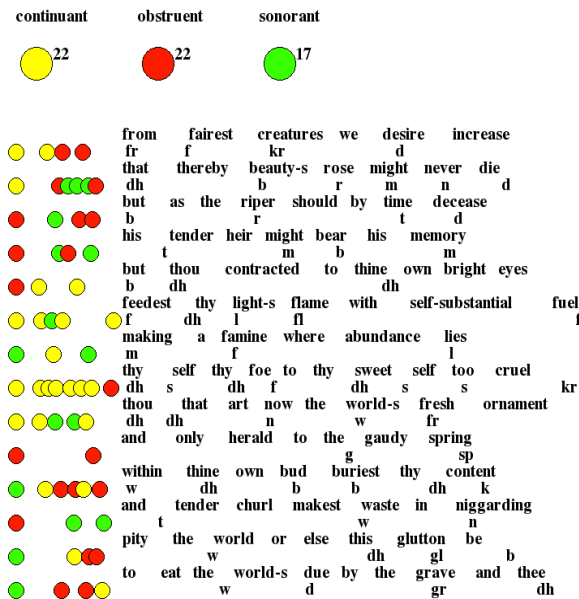 continuant obstruent sonorant
22 22 17
from fairest creatures we desire increase
fr f kr d
that thereby beauty-s rose might never die
dh b r m n d
but as the riper should by time decease
b r t d
his tender heir might bear his memory
t m b m
but thou contracted to thine own bright eyes
b dh dh
feedest thy light-s flame with self-substantial fuel
f dh l fl f
making a famine where abundance lies
m f l
thy self thy foe to thy sweet self too cruel
dh s dh f dh s s kr
thou that art now the world-s fresh ornament
dh dh n w fr
and only herald to the gaudy spring
g sp
within thine own bud buriest thy content
w dh b b dh k
and tender churl makest waste in niggarding
t w n
pity the world or else this glutton be
w dh gl b
to eat the world-s due by the grave and thee
w d gr dh